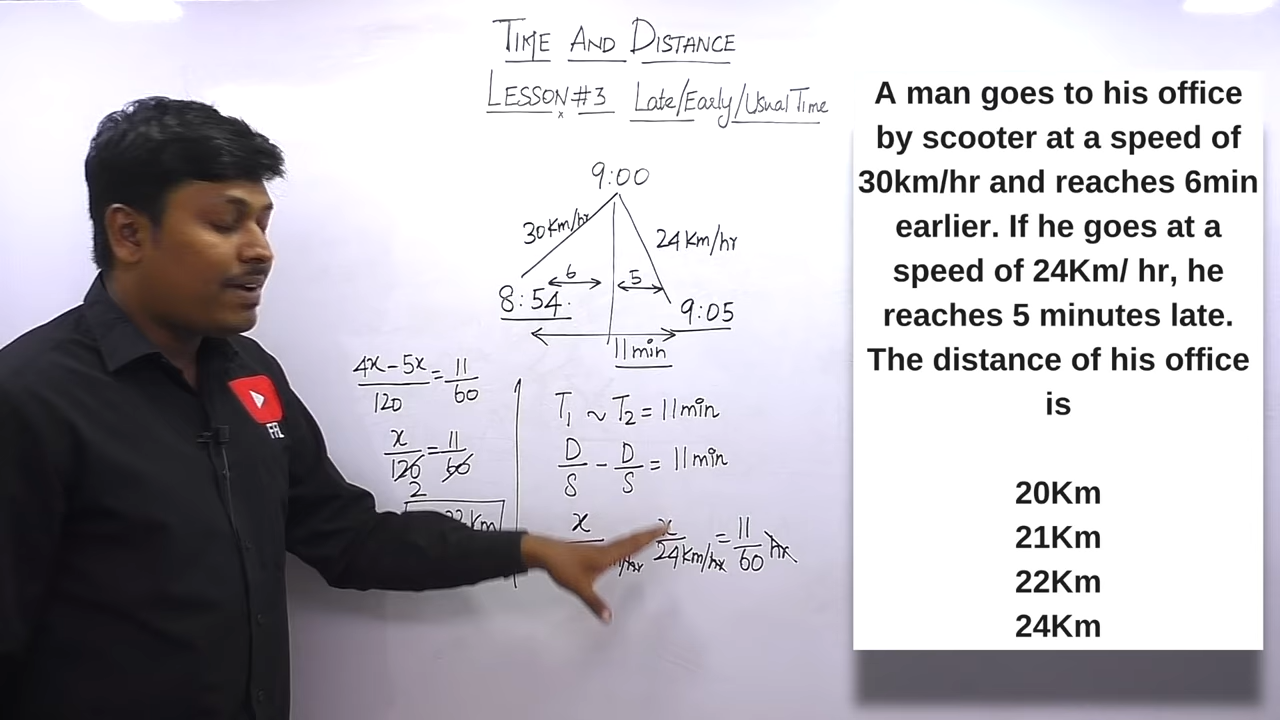 TIME AND DISTANCE
LESSON #3 Late/Early/Usual Time
9:00
30 Km/hr
24 Km/hr
6
5
8:54
9:05
11 min
4x - 5x / 120 = 11 / 60
x / 120 = 11 / 60
2
Km
T1 ~ T2 = 11 min
D/S - D/S = 11 min
x x / 24 Km/hr = 11 / 60 hr
FFL
A man goes to his office
by scooter at a speed of
30km/hr and reaches 6min
earlier. If he goes at a
speed of 24Km/ hr, he
reaches 5 minutes late.
The distance of his office
is
20Km
21Km
22Km
24Km